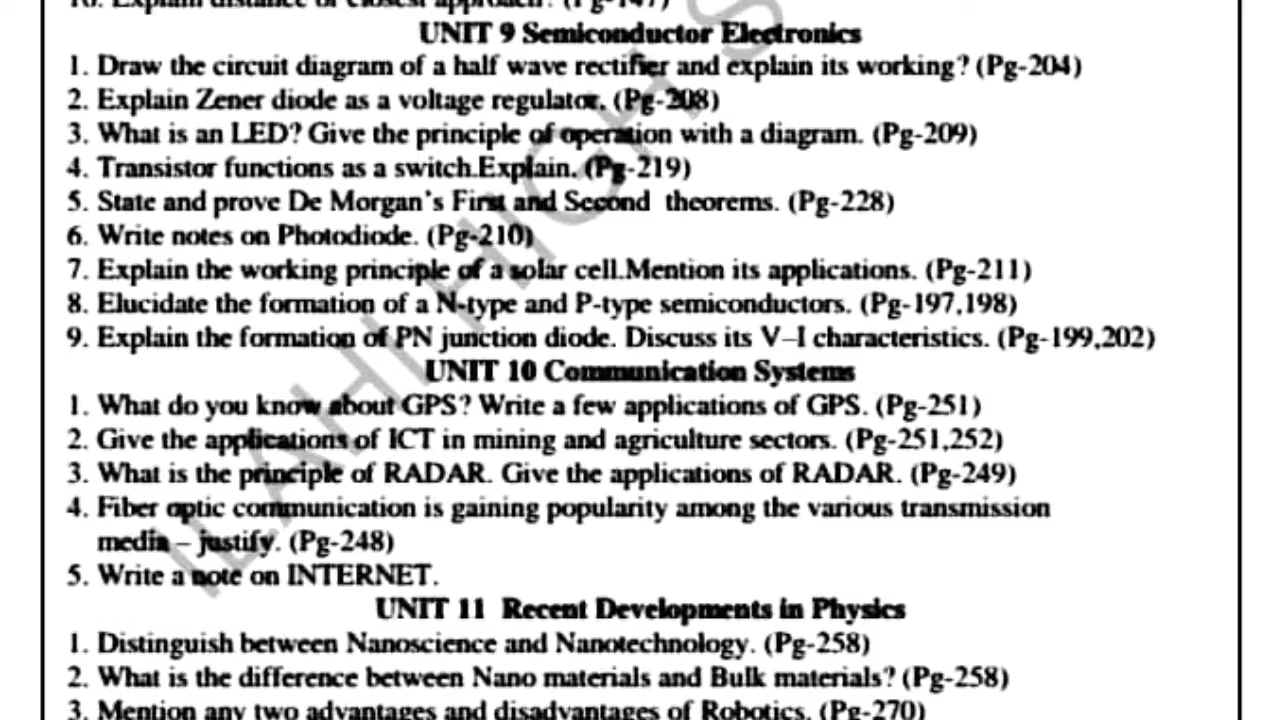 10. Explain distance of closest approach? (Pg-147)
UNIT 9 Semiconductor Electronics
1. Draw the circuit diagram of a half wave rectifier and explain its working? (Pg-204)
2. Explain Zener diode as a voltage regulator. (Pg-208)
3. What is an LED? Give the principle of operation with a diagram. (Pg-209)
4. Transistor functions as a switch.Explain. (Pg-219)
5. State and prove De Morgan's First and Second theorems. (Pg-228)
6. Write notes on Photodiode. (Pg-210)
7. Explain the working principle of a solar cell.Mention its applications. (Pg-211)
8. Elucidate the formation of a N-type and P-type semiconductors. (Pg-197,198)
9. Explain the formation of PN junction diode. Discuss its V–I characteristics. (Pg-199,202)
UNIT 10 Communication Systems
1. What do you know about GPS? Write a few applications of GPS. (Pg-251)
2. Give the applications of ICT in mining and agriculture sectors. (Pg-251,252)
3. What is the principle of RADAR. Give the applications of RADAR. (Pg-249)
4. Fiber optic communication is gaining popularity among the various transmission
media – justify. (Pg-248)
5. Write a note on INTERNET.
UNIT 11 Recent Developments in Physics
1. Distinguish between Nanoscience and Nanotechnology. (Pg-258)
2. What is the difference between Nano materials and Bulk materials? (Pg-258)
3. Mention any two advantages and disadvantages of Robotics. (Pg-270)
ILAHI HIGH S